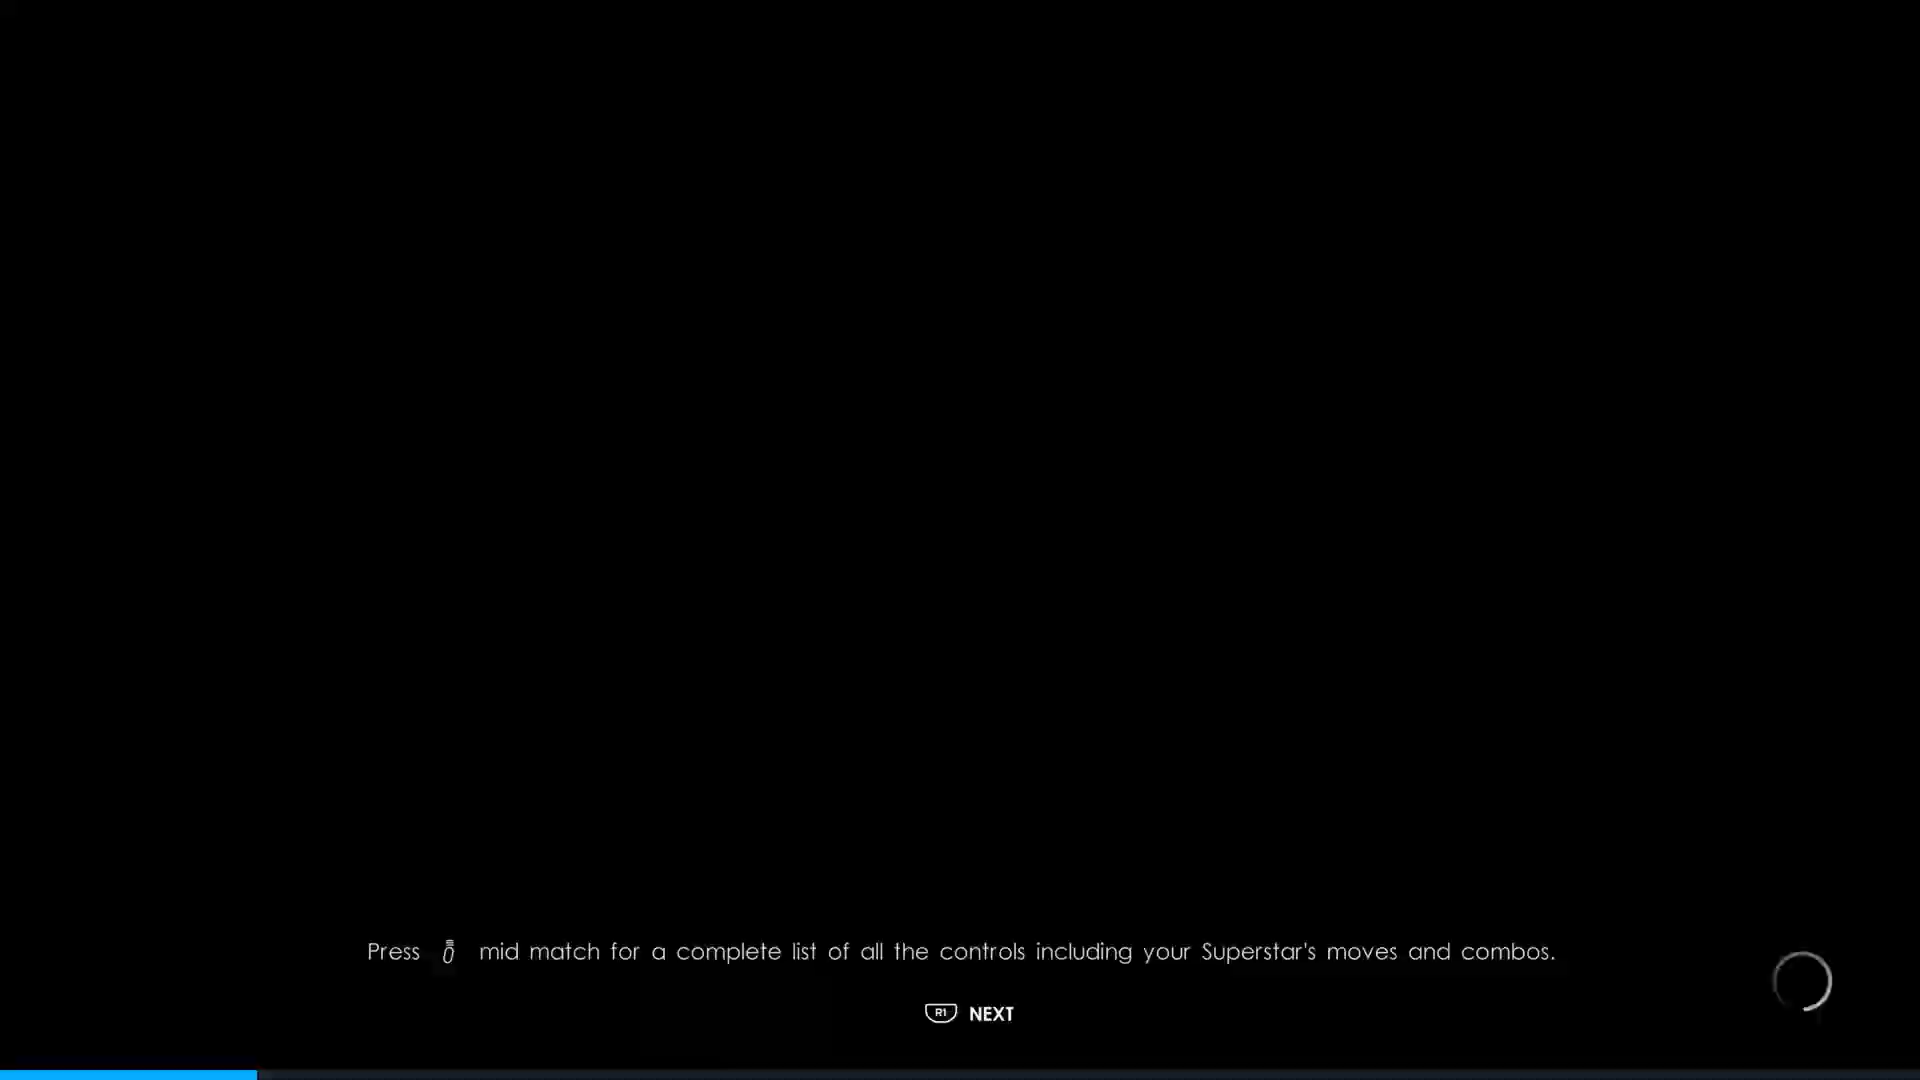 Press mid match for a complete list of all the controls including your Superstar's moves and combos.
R1 NEXT